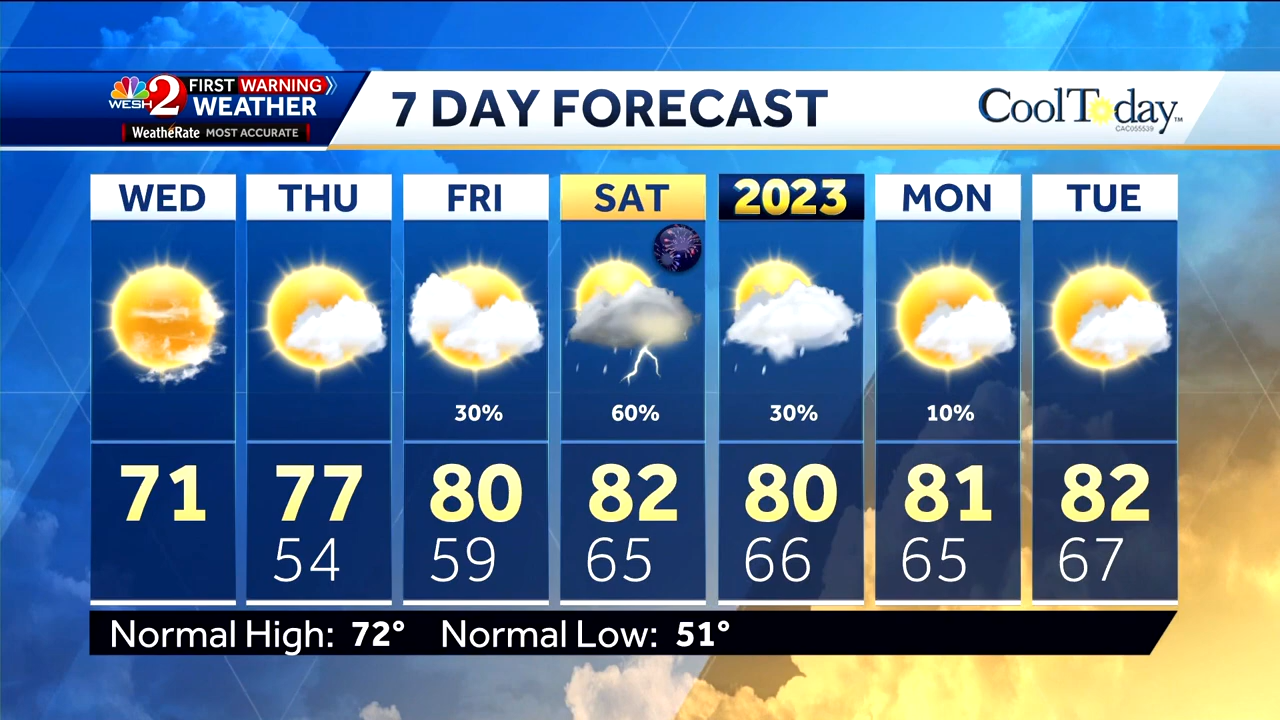 WESH 2 FIRST WARNING WEATHER
WeatheRate MOST ACCURATE
7 DAY FORECAST
CoolToday™
CAC055539
WED THU FRI SAT 2023 MON TUE
30% 60% 30% 10%
71 77 80 82 80 81 82
54 59 65 66 65 67
Normal High: 72° Normal Low: 51°